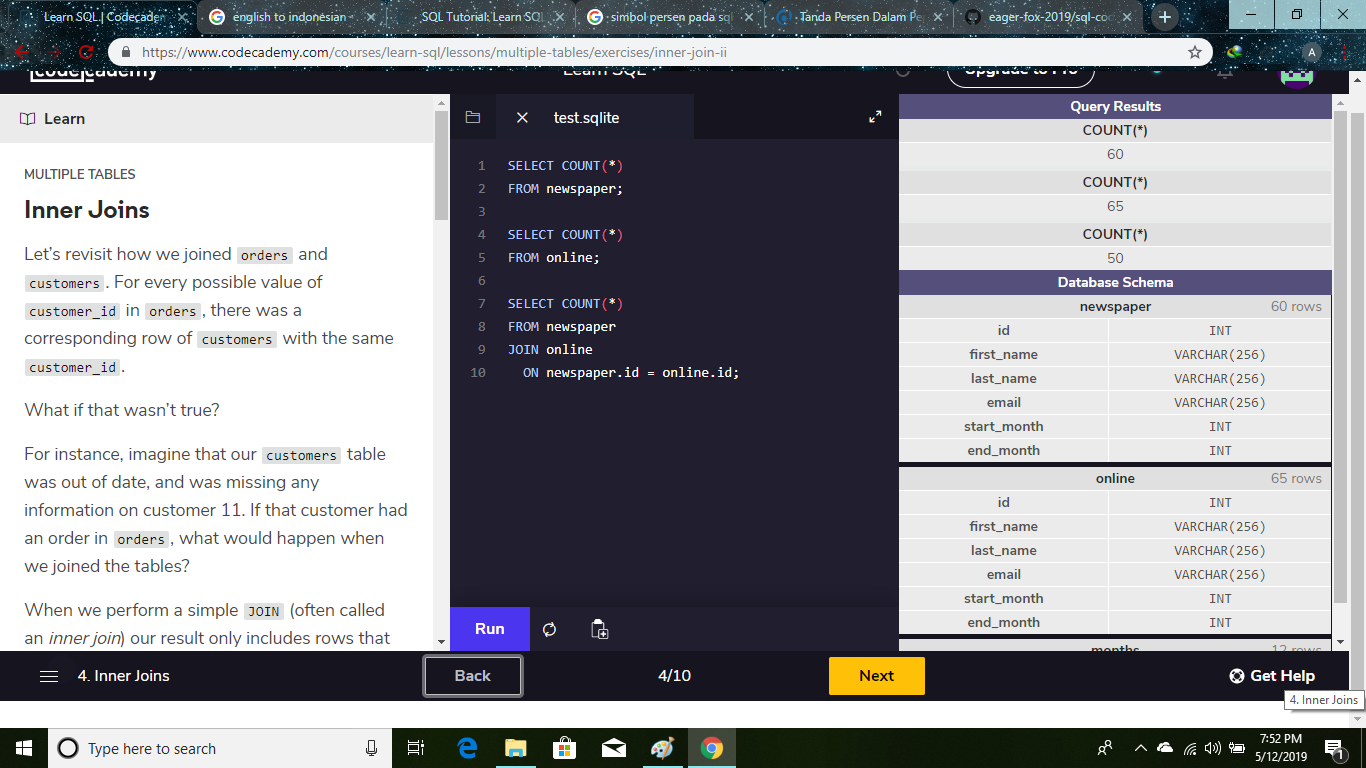 Learn SQL | Codecadem
english to indonesian -
SQL Tutorial: Learn SQL
simbol persen pada sq
Tanda Persen Dalam Pe
eager-fox-2019/sql-cod
https://www.codecademy.com/courses/learn-sql/lessons/multiple-tables/exercises/inner-join-ii
A
codecademy
Learn SQL
Upgrade to Pro
Learn
MULTIPLE TABLES
Inner Joins
Let's revisit how we joined orders and
customers. For every possible value of
customer_id in orders, there was a
corresponding row of customers with the same
customer_id.
What if that wasn't true?
For instance, imagine that our customers table
was out of date, and was missing any
information on customer 11. If that customer had
an order in orders, what would happen when
we joined the tables?
When we perform a simple JOIN (often called
an inner join) our result only includes rows that
test.sqlite
1 SELECT COUNT(*)
2 FROM newspaper;
3
4 SELECT COUNT(*)
5 FROM online;
6
7 SELECT COUNT(*)
8 FROM newspaper
9 JOIN online
10 ON newspaper.id = online.id;
Run
Query Results
COUNT(*)
60
COUNT(*)
65
COUNT(*)
50
Database Schema
newspaper 60 rows
id INT
first_name VARCHAR(256)
last_name VARCHAR(256)
email VARCHAR(256)
start_month INT
end_month INT
online 65 rows
id INT
first_name VARCHAR(256)
last_name VARCHAR(256)
email VARCHAR(256)
start_month INT
end_month INT
months 12 rows
4. Inner Joins
Back
4/10
Next
Get Help
4. Inner Joins
Type here to search
7:52 PM
5/12/2019
1